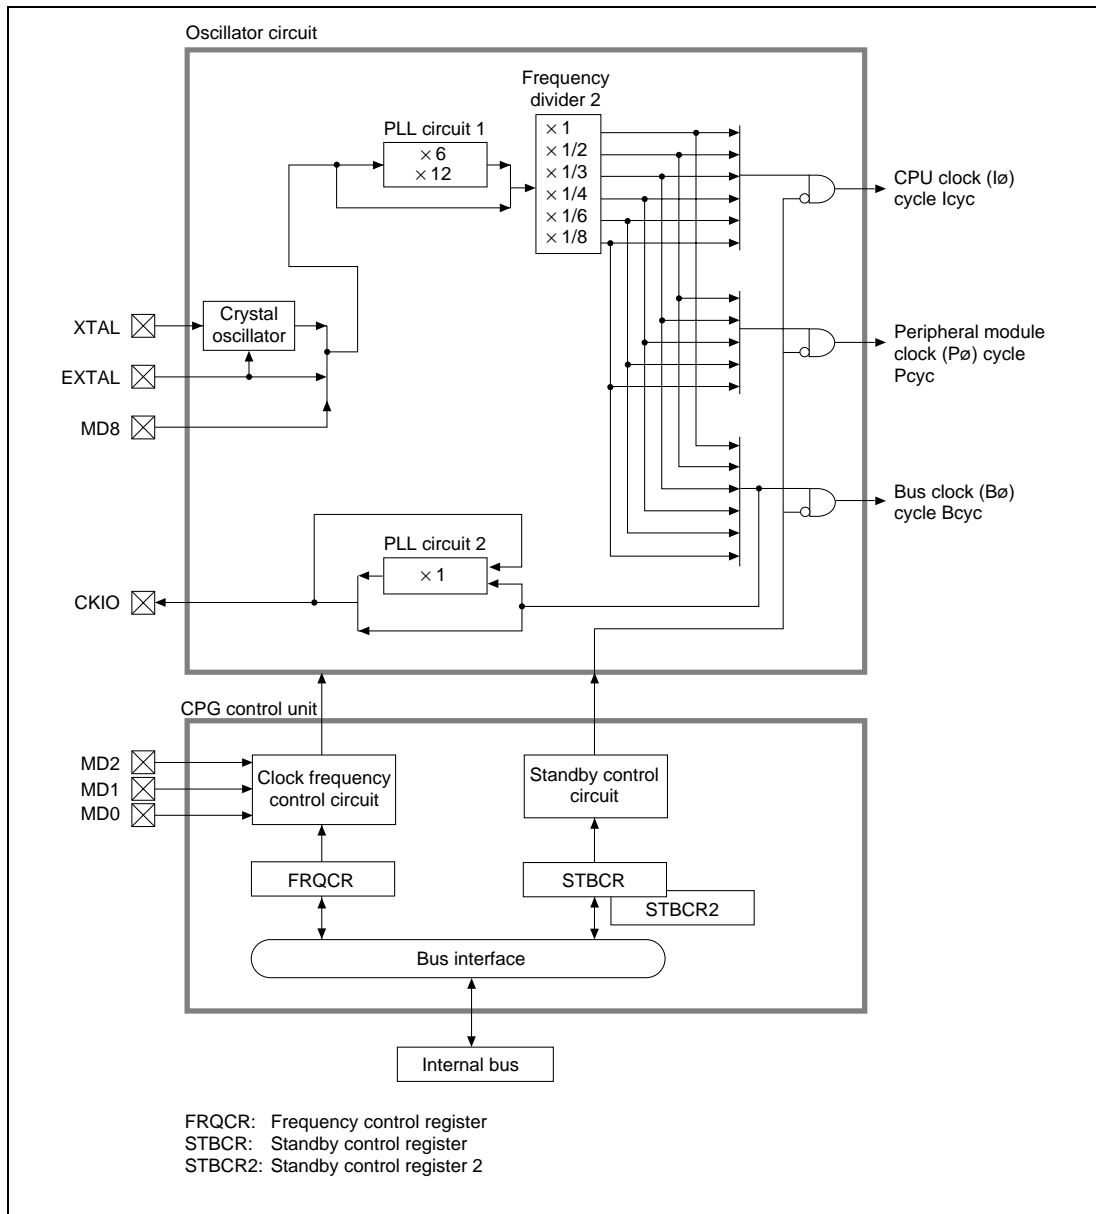 Oscillator circuit
Frequency
divider 2
PLL circuit 1
× 6
× 12
× 1
× 1/2
× 1/3
× 1/4
× 1/6
× 1/8
CPU clock (Iø)
cycle Icyc
XTAL
Crystal
oscillator
EXTAL
MD8
Peripheral module
clock (Pø) cycle
Pcyc
Bus clock (Bø)
cycle Bcyc
PLL circuit 2
× 1
CKIO
CPG control unit
MD2
MD1
MD0
Clock frequency
control circuit
Standby control
circuit
FRQCR
STBCR
STBCR2
Bus interface
Internal bus
FRQCR: Frequency control register
STBCR: Standby control register
STBCR2: Standby control register 2